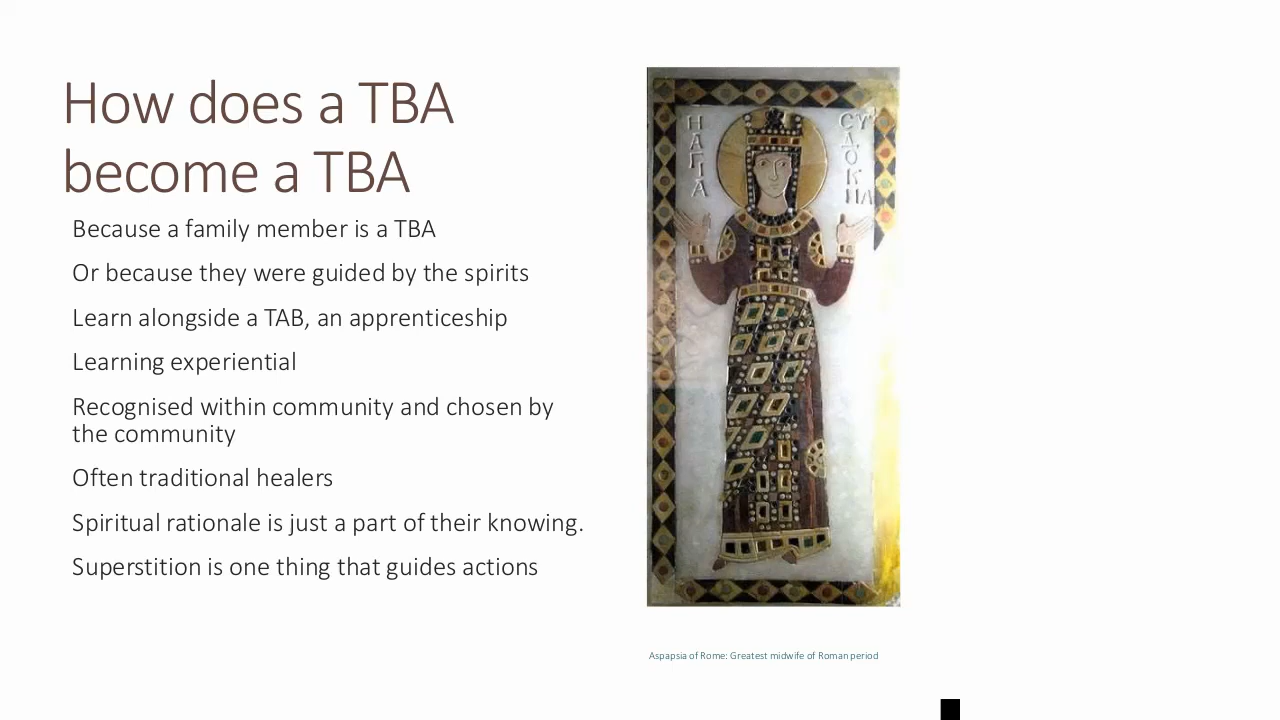 How does a TBA
become a TBA
Because a family member is a TBA
Or because they were guided by the spirits
Learn alongside a TAB, an apprenticeship
Learning experiential
Recognised within community and chosen by
the community
Often traditional healers
Spiritual rationale is just a part of their knowing.
Superstition is one thing that guides actions
Η ΑΓΙΑ
ΕΥΔΟΚΙΑ
Aspapsia of Rome: Greatest midwife of Roman period